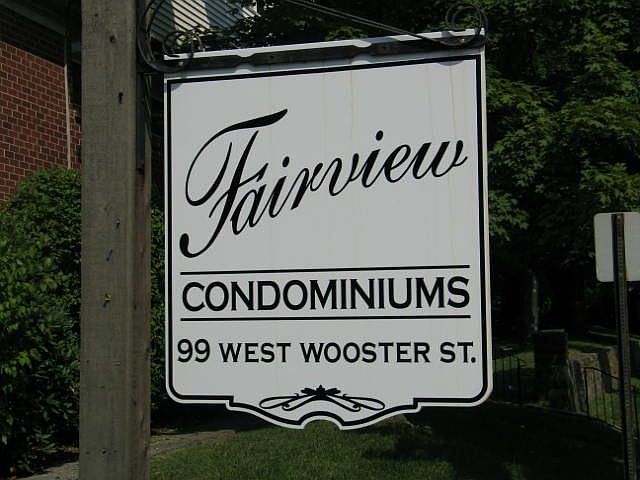 Fairview
CONDOMINIUMS
99 WEST WOOSTER ST.